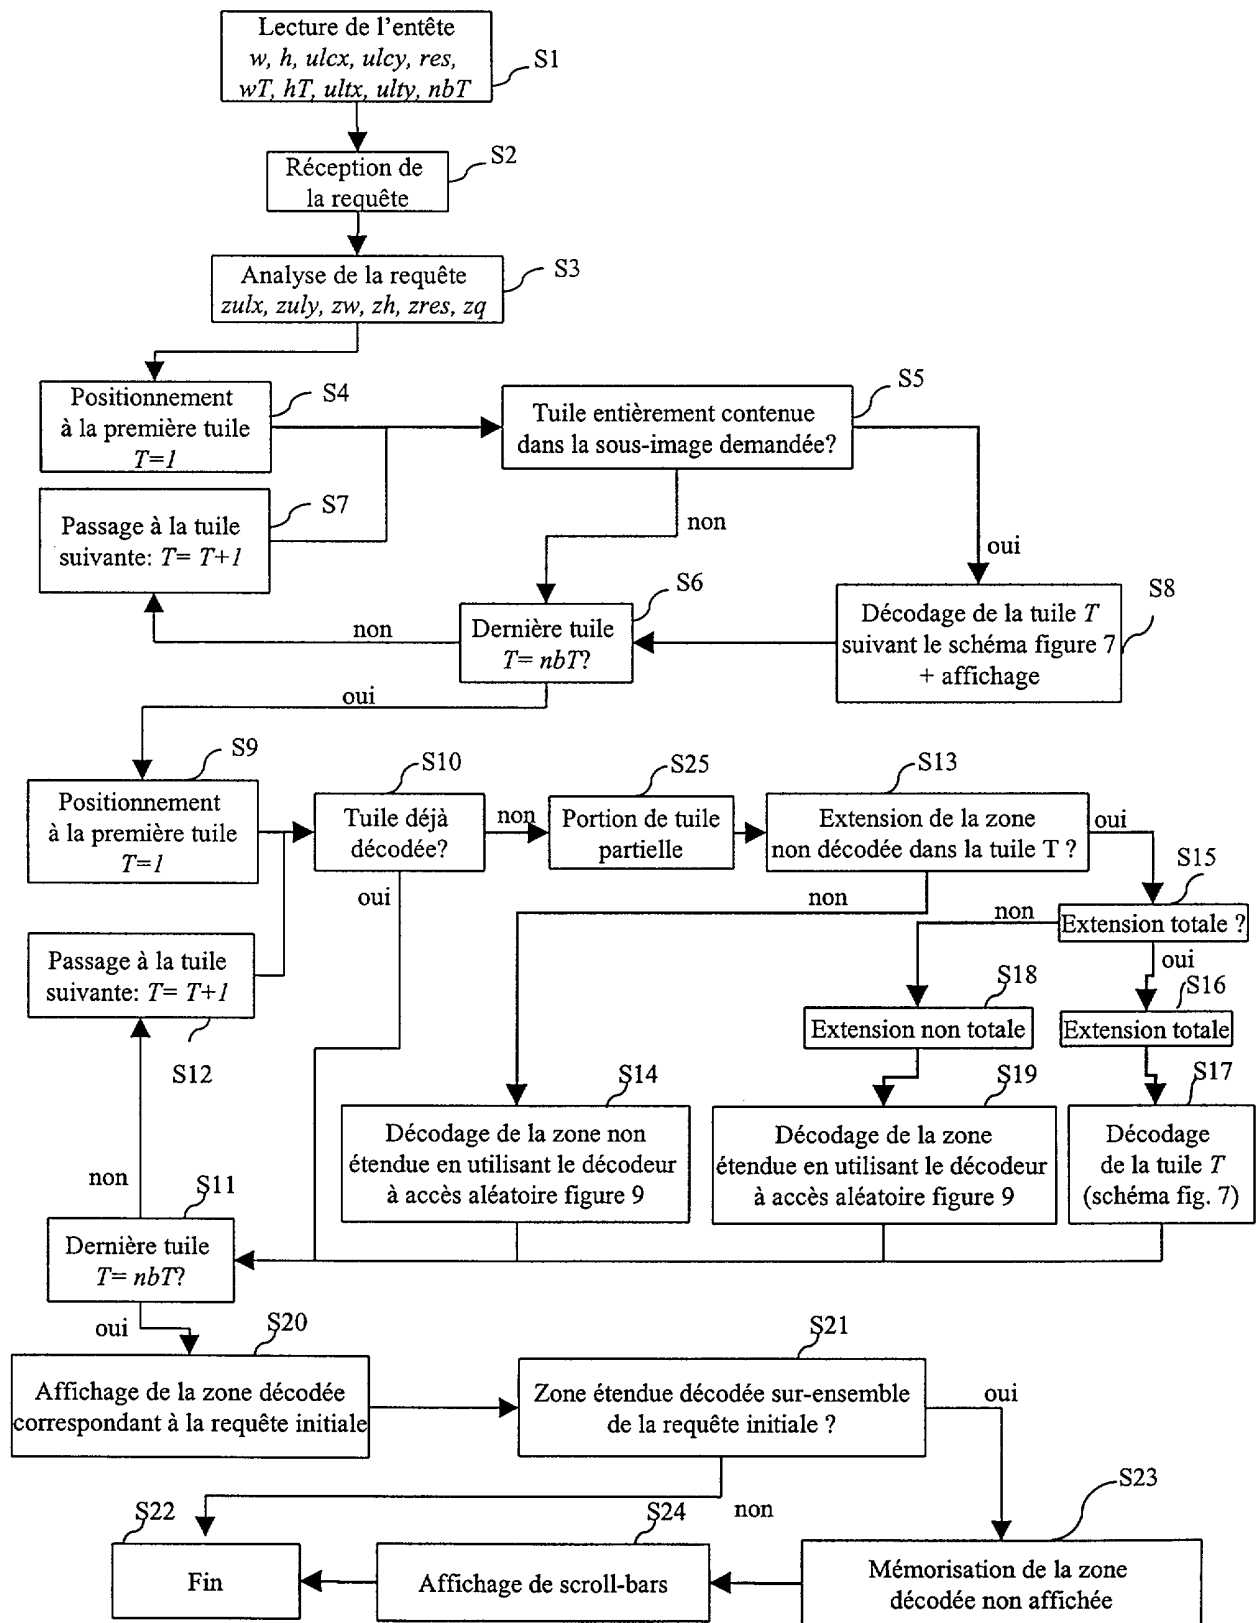 Lecture de l'entête
w, h, ulcx, ulcy, res,
wT, hT, ultx, ulty, nbT
S1
Réception de
la requête
S2
Analyse de la requête
zulx, zuly, zw, zh, zres, zq
S3
Positionnement
à la première tuile
T=1
S4
Tuile entièrement contenue
dans la sous-image demandée?
S5
Passage à la tuile
suivante: T= T+1
S7
non
oui
Dernière tuile
T= nbT?
S6
non
oui
Décodage de la tuile T
suivant le schéma figure 7
+ affichage
S8
Positionnement
à la première tuile
T=1
S9
Tuile déjà
décodée?
S10
non
oui
Portion de tuile
partielle
S25
Extension de la zone
non décodée dans la tuile T ?
S13
oui
non
Extension totale ?
S15
non
oui
Passage à la tuile
suivante: T= T+1
S12
Extension non totale
S18
Extension totale
S16
Décodage de la zone non
étendue en utilisant le décodeur
à accès aléatoire figure 9
S14
Décodage de la zone
étendue en utilisant le décodeur
à accès aléatoire figure 9
S19
Décodage
de la tuile T
(schéma fig. 7)
S17
non
Dernière tuile
T= nbT?
S11
oui
Affichage de la zone décodée
correspondant à la requête initiale
S20
Zone étendue décodée sur-ensemble
de la requête initiale ?
S21
oui
non
Fin
S22
Affichage de scroll-bars
S24
Mémorisation de la zone
décodée non affichée
S23